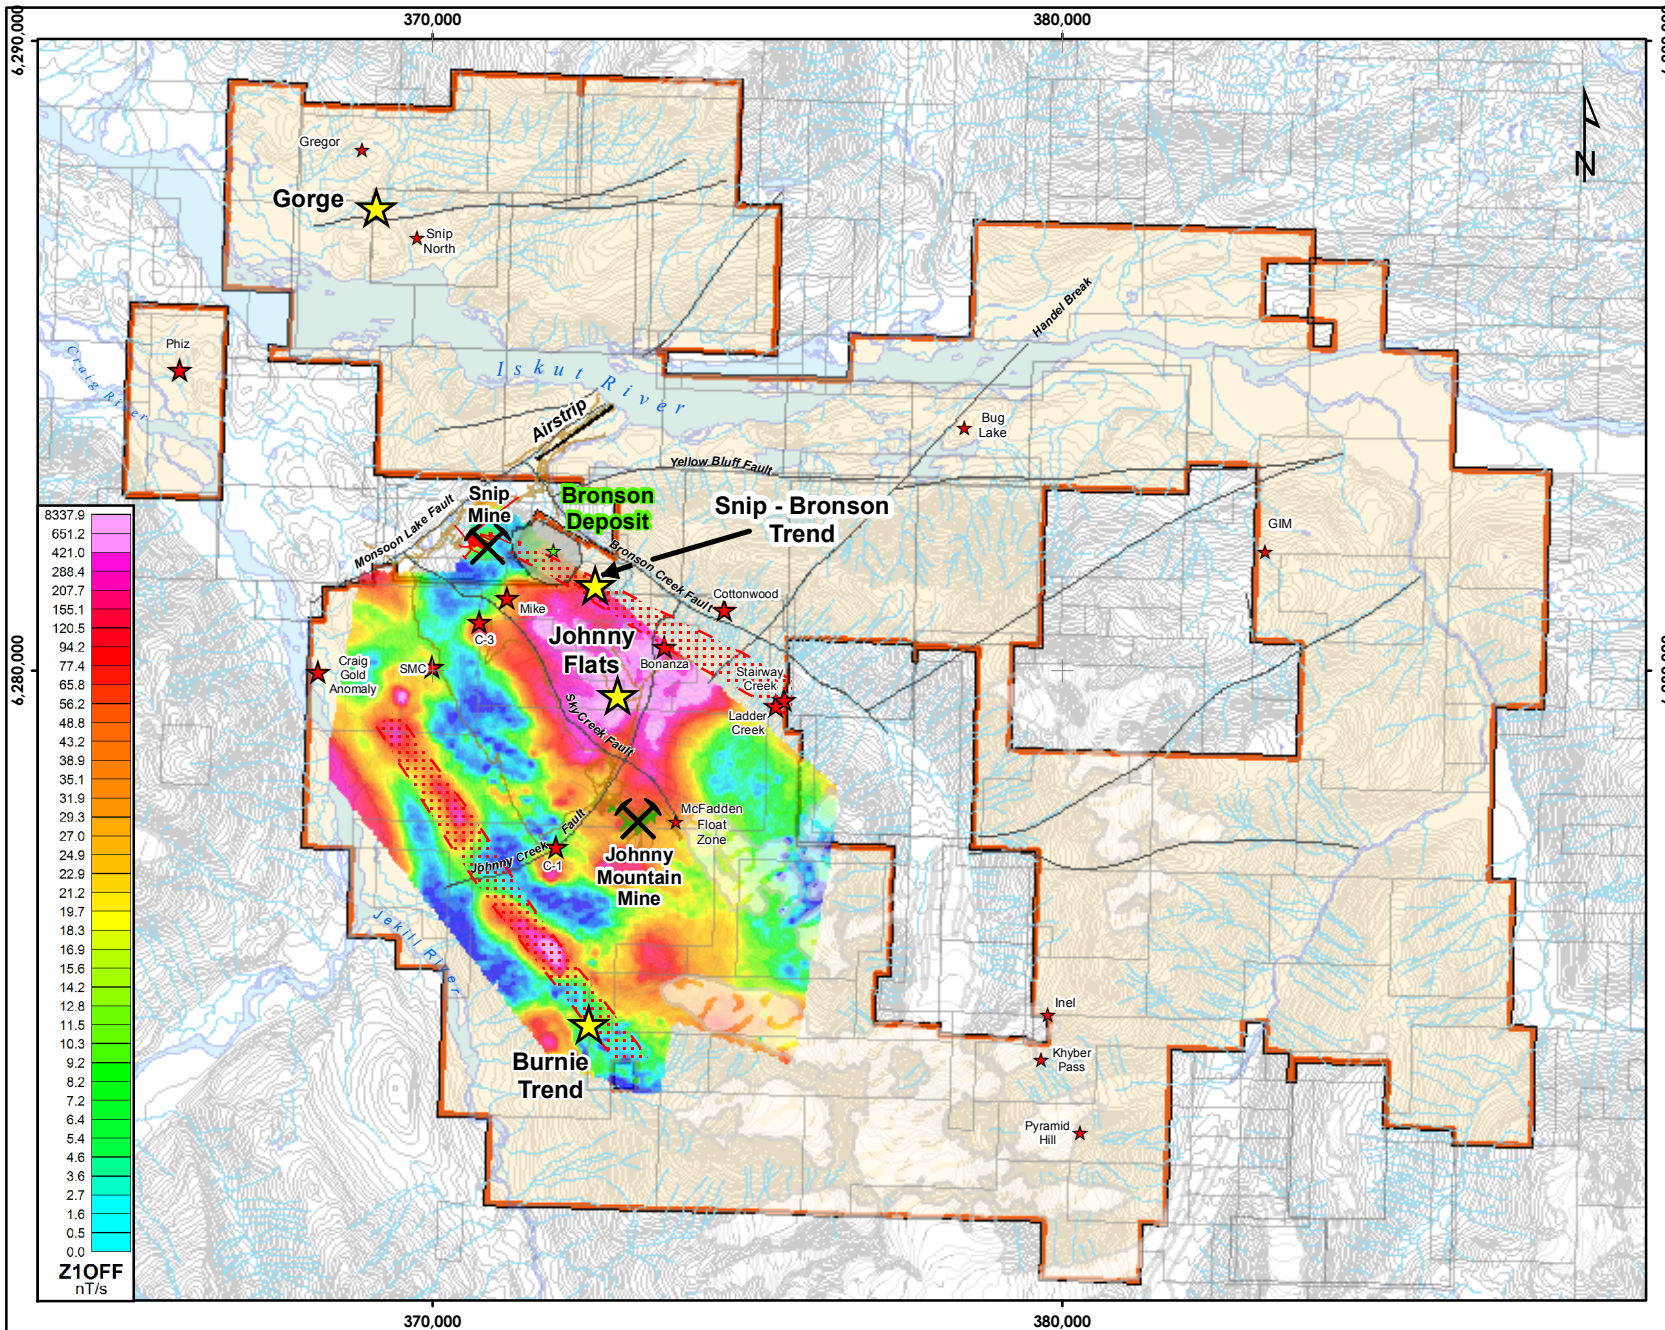 370,000
380,000
6,290,000
Gregor
Gorge
Snip
North
Phiz
Craig River
Iskut River
Airstrip
Handel Break
Bug
Lake
Yellow Bluff Fault
Snip
Mine
Bronson
Deposit
Snip - Bronson
Trend
Monsoon Lake Fault
Bronson Creek Fault
GIM
Mike
Cottonwood
C-3
Johnny
Flats
Bonanza
Craig
Gold
Anomaly
SMC
Stairway
Creek
Ladder
Creek
Sky Creek Fault
6,280,000
McFadden
Float
Zone
Johnny Creek Fault
C-1
Johnny
Mountain
Mine
Jekill River
Inel
Khyber
Pass
Burnie
Trend
Pyramid
Hill
N
8337.9
651.2
421.0
288.4
207.7
155.1
120.5
94.2
77.4
65.8
56.2
48.8
43.2
38.9
35.1
31.9
29.3
27.0
24.9
22.9
21.2
19.7
18.3
16.9
15.6
14.2
12.8
11.5
10.3
9.2
8.2
7.2
6.4
5.4
4.6
3.6
2.7
1.6
0.5
0.0
Z1OFF
nT/s
370,000
380,000